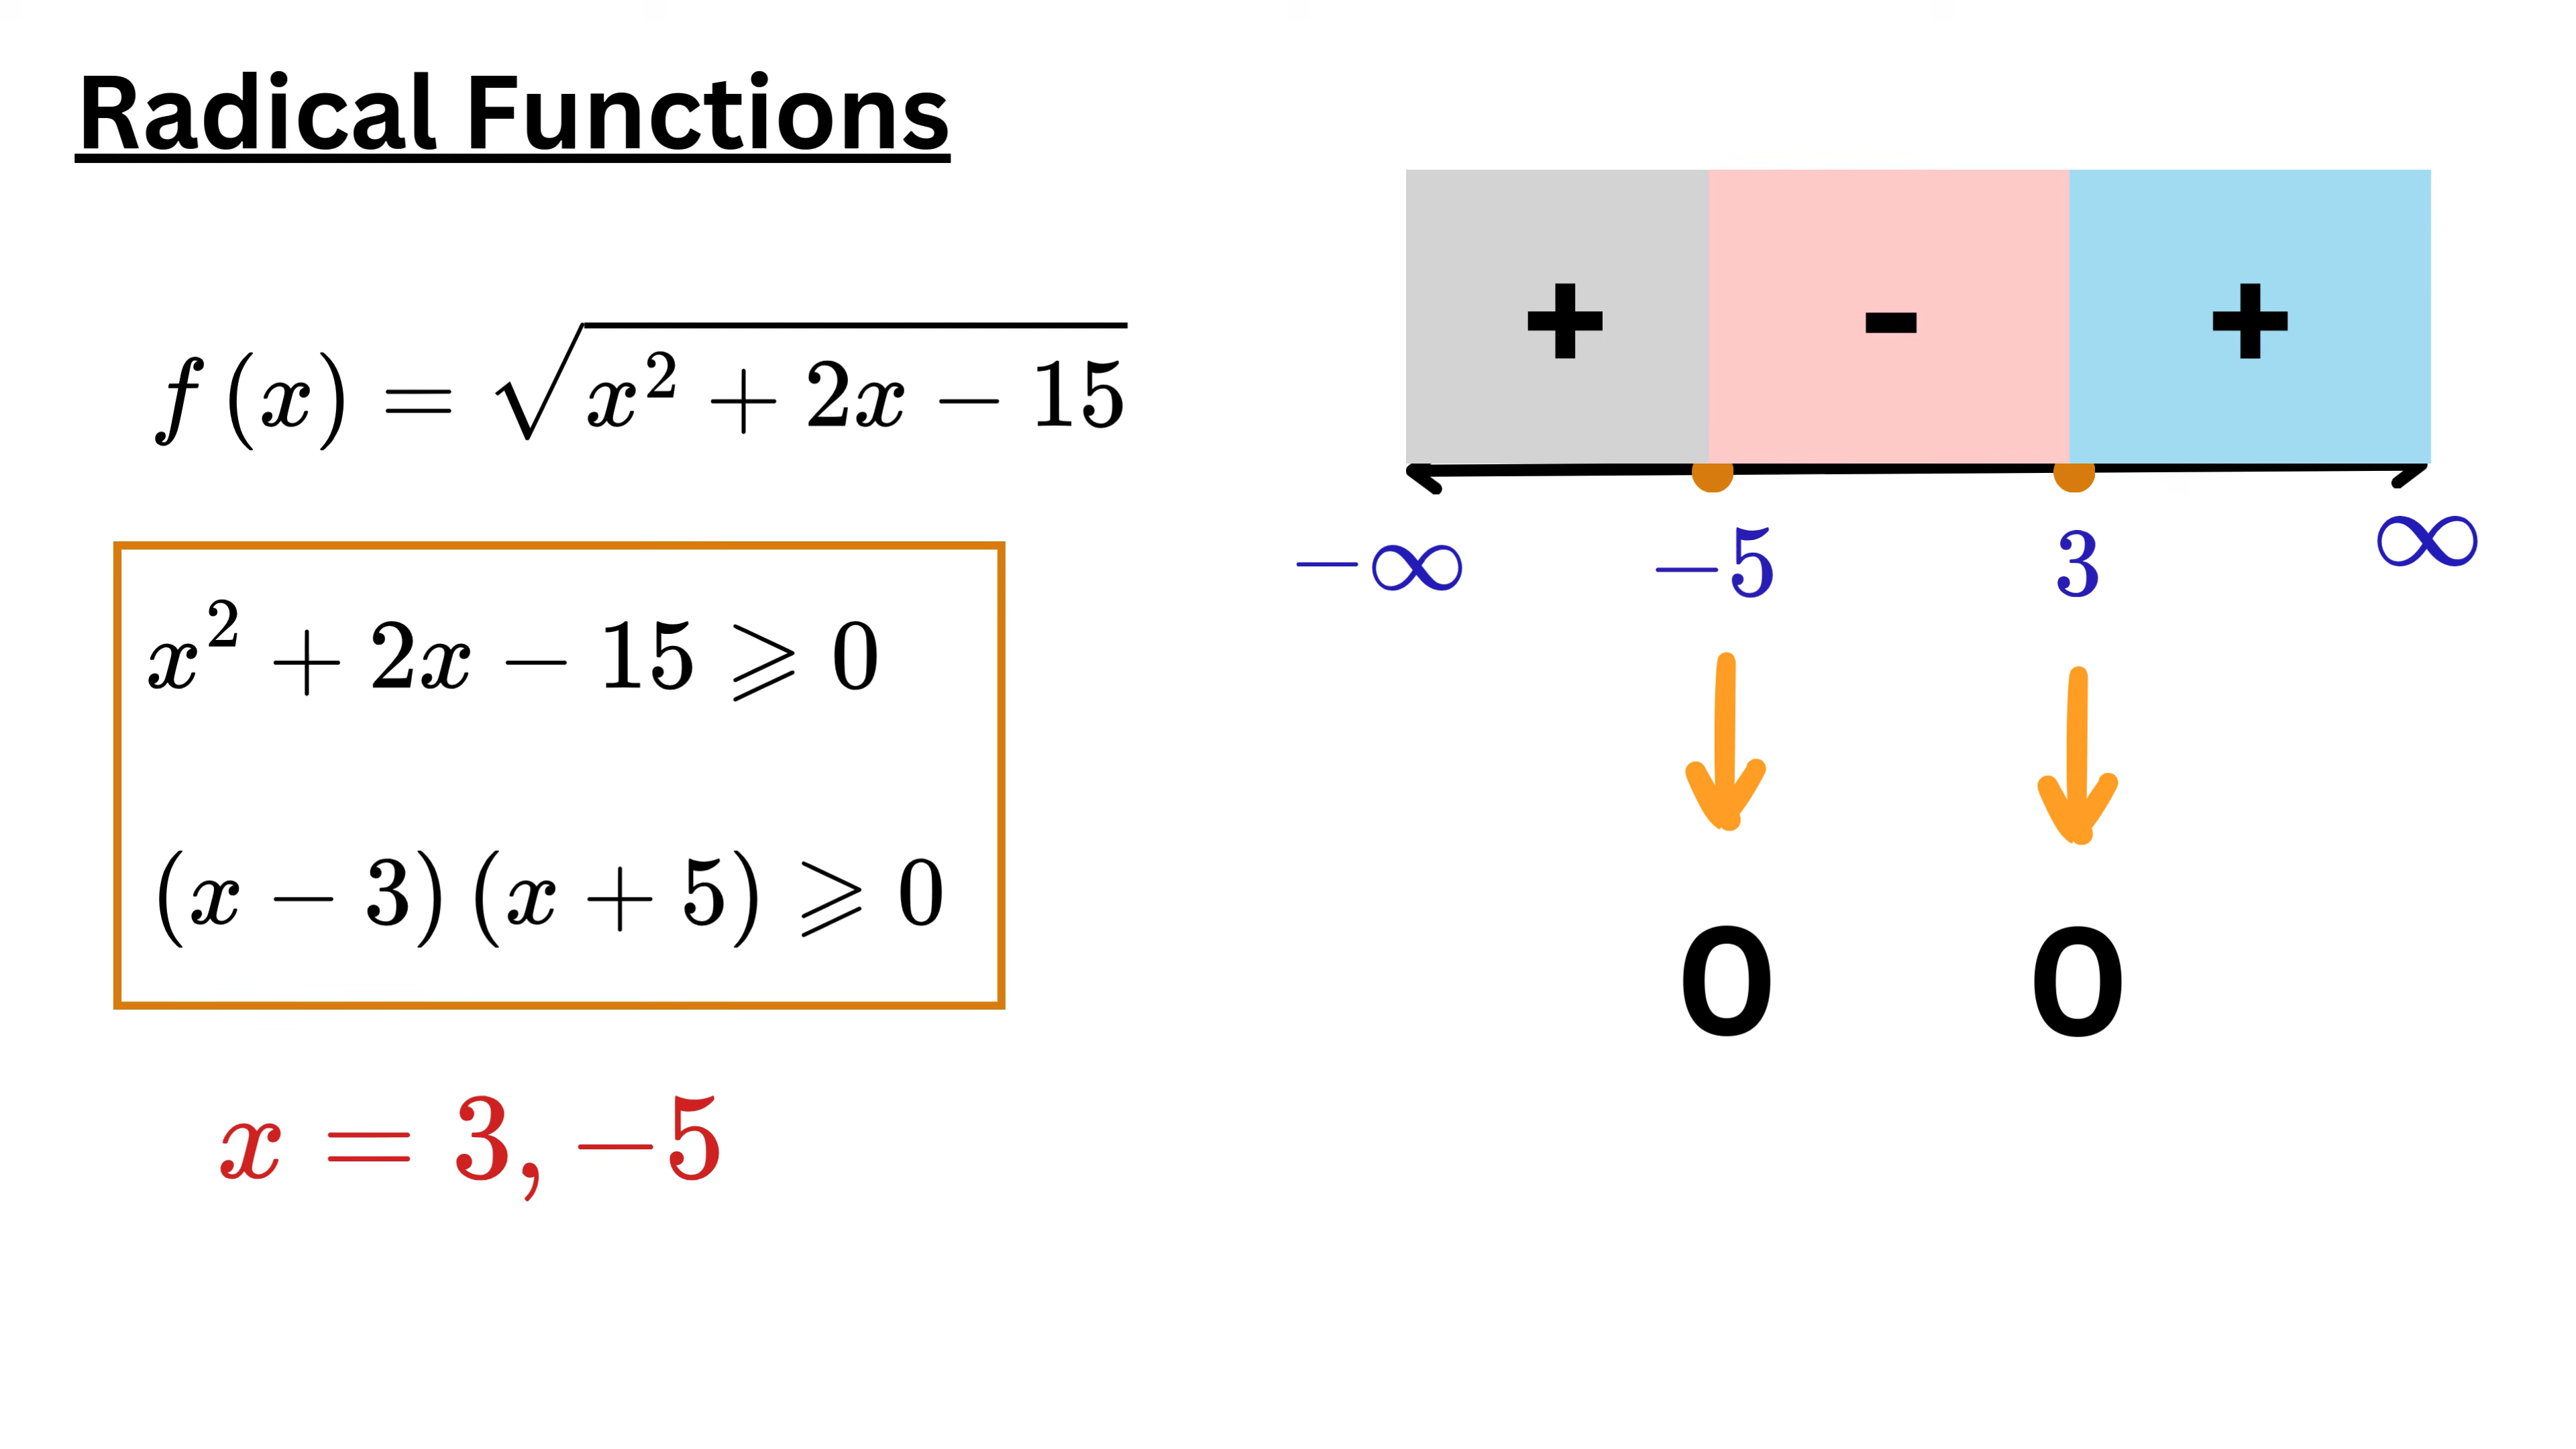 Radical Functions
f (x) = √(x² + 2x − 15)
x² + 2x − 15 ⩾ 0
(x − 3) (x + 5) ⩾ 0
x = 3, −5
+ - +
−∞ −5 3 ∞
0 0